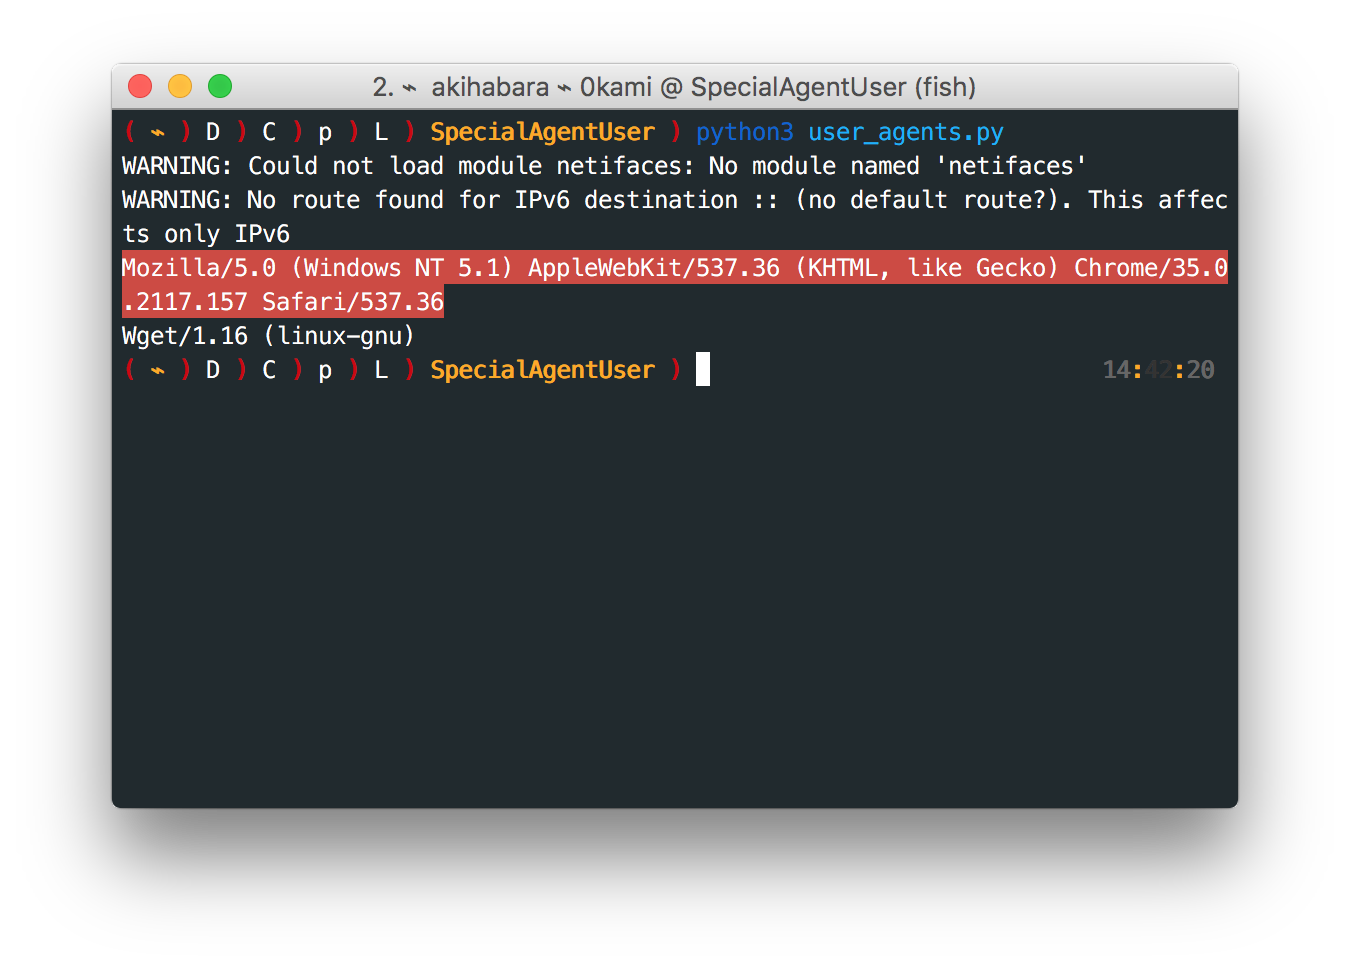 2. ⌁ akihabara ⌁ 0kami @ SpecialAgentUser (fish)
( ⌁ ) D ) C ) p ) L ) SpecialAgentUser ) python3 user_agents.py
WARNING: Could not load module netifaces: No module named 'netifaces'
WARNING: No route found for IPv6 destination :: (no default route?). This affec
ts only IPv6
Mozilla/5.0 (Windows NT 5.1) AppleWebKit/537.36 (KHTML, like Gecko) Chrome/35.0
.2117.157 Safari/537.36
Wget/1.16 (linux-gnu)
( ⌁ ) D ) C ) p ) L ) SpecialAgentUser ) 14:42:20